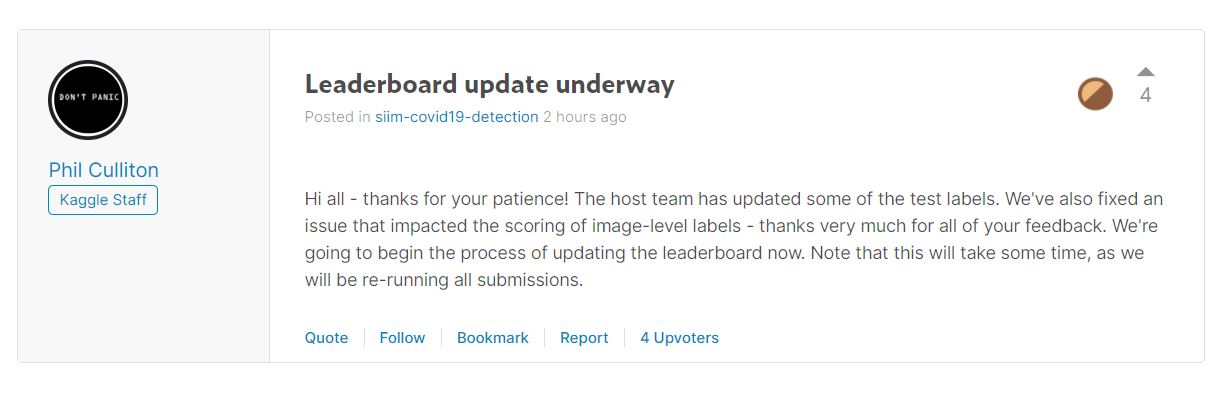 DON'T PANIC
Phil Culliton
Kaggle Staff
Leaderboard update underway
4
Posted in siim-covid19-detection 2 hours ago
Hi all - thanks for your patience! The host team has updated some of the test labels. We've also fixed an
issue that impacted the scoring of image-level labels - thanks very much for all of your feedback. We're
going to begin the process of updating the leaderboard now. Note that this will take some time, as we
will be re-running all submissions.
Quote Follow Bookmark Report 4 Upvoters